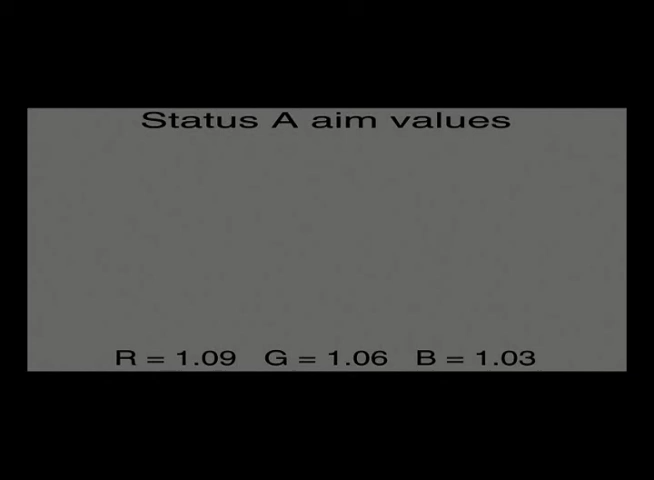 Status A aim values
R = 1.09 G = 1.06 B = 1.03